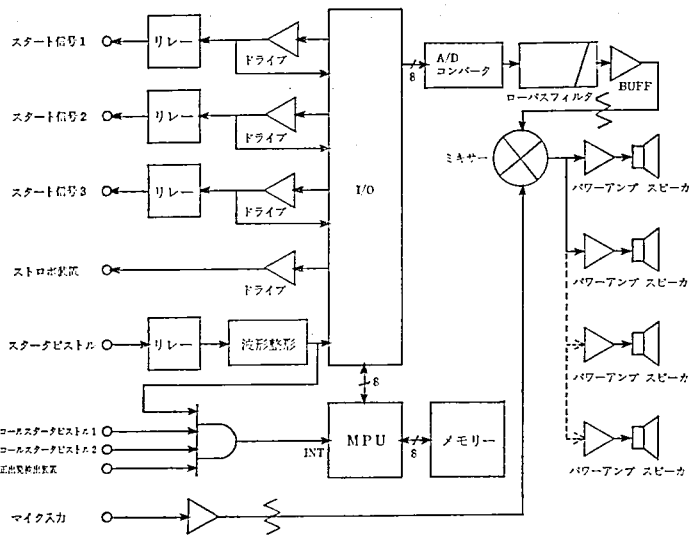 スタート信号1
リレー
ドライブ
スタート信号2
リレー
ドライブ
スタート信号3
リレー
ドライブ
ストロボ装置
ドライブ
スタータピストル
リレー
波形整形
I/O
8
A/D
コンバータ
ローパスフィルタ
BUFF
ミキサー
パワーアンプ スピーカ
パワーアンプ スピーカ
パワーアンプ スピーカ
パワーアンプ スピーカ
8
コールスタータピストル1
コールスタータピストル2
INT
MPU
8
メモリー
マイク入力